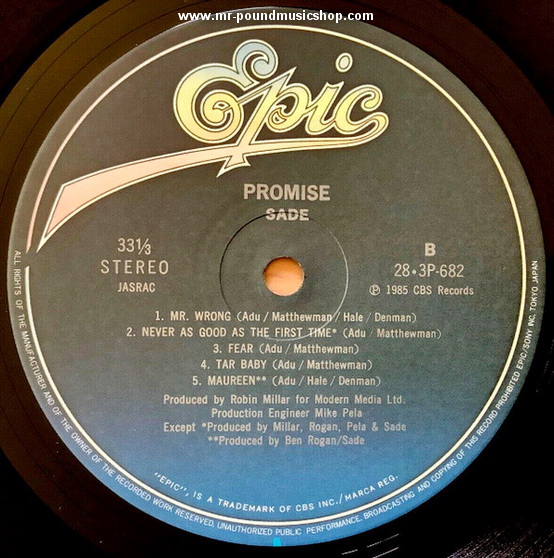 www.mr-poundmusicshop.com
Epic
PROMISE
SADE
33⅓
STEREO
JASRAC
B
28•3P-682
Ⓟ 1985 CBS Records
1. MR. WRONG (Adu / Matthewman / Hale / Denman)
2. NEVER AS GOOD AS THE FIRST TIME* (Adu / Matthewman)
3. FEAR (Adu / Matthewman)
4. TAR BABY (Adu / Matthewman)
5. MAUREEN** (Adu / Hale / Denman)
Produced by Robin Millar for Modern Media Ltd.
Production Engineer Mike Pela
Except *Produced by Millar, Rogan, Pela & Sade
**Produced by Ben Rogan/Sade
"EPIC", IS A TRADEMARK OF CBS INC./MARCA REG.
ALL RIGHTS OF THE MANUFACTURER AND OF THE OWNER OF THE RECORDED WORK RESERVED. UNAUTHORIZED PUBLIC PERFORMANCE, BROADCASTING AND COPYING OF THIS RECORD PROHIBITED EPIC/SONY INC. TOKYO JAPAN